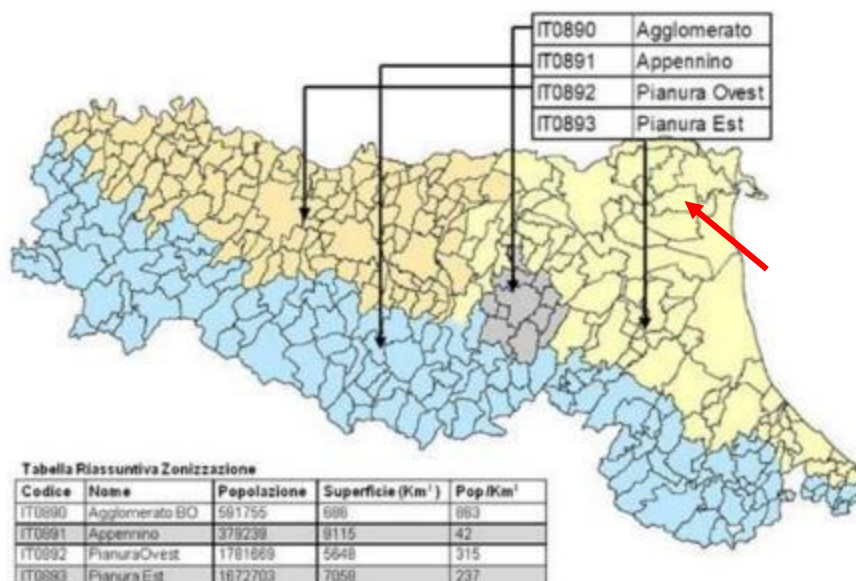 IT0890 Agglomerato
IT0891 Appennino
IT0892 Pianura Ovest
IT0893 Pianura Est
Tabella Riassuntiva Zonizzazione
Codice Nome Popolazione Superficie (Km²) Pop/Km²
IT0890 Agglomerato BO 591755 686 863
IT0891 Appennino 379239 9115 42
IT0892 PianuraOvest 1781669 5648 315
IT0893 Pianura Est 1672703 7059 237